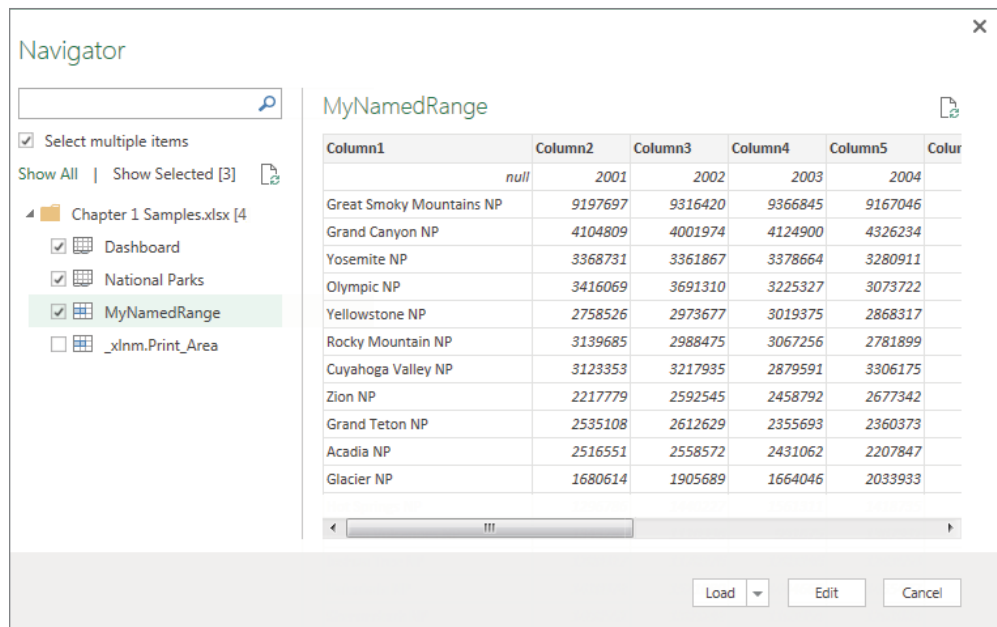 Navigator
Select multiple items
Show All | Show Selected [3]
Chapter 1 Samples.xlsx [4
Dashboard
National Parks
MyNamedRange
_xlnm.Print_Area
MyNamedRange
Column1 Column2 Column3 Column4 Column5 Colur
null 2001 2002 2003 2004
Great Smoky Mountains NP 9197697 9316420 9366845 9167046
Grand Canyon NP 4104809 4001974 4124900 4326234
Yosemite NP 3368731 3361867 3378664 3280911
Olympic NP 3416069 3691310 3225327 3073722
Yellowstone NP 2758526 2973677 3019375 2868317
Rocky Mountain NP 3139685 2988475 3067256 2781899
Cuyahoga Valley NP 3123353 3217935 2879591 3306175
Zion NP 2217779 2592545 2458792 2677342
Grand Teton NP 2535108 2612629 2355693 2360373
Acadia NP 2516551 2558572 2431062 2207847
Glacier NP 1680614 1905689 1664046 2033933
Load Edit Cancel